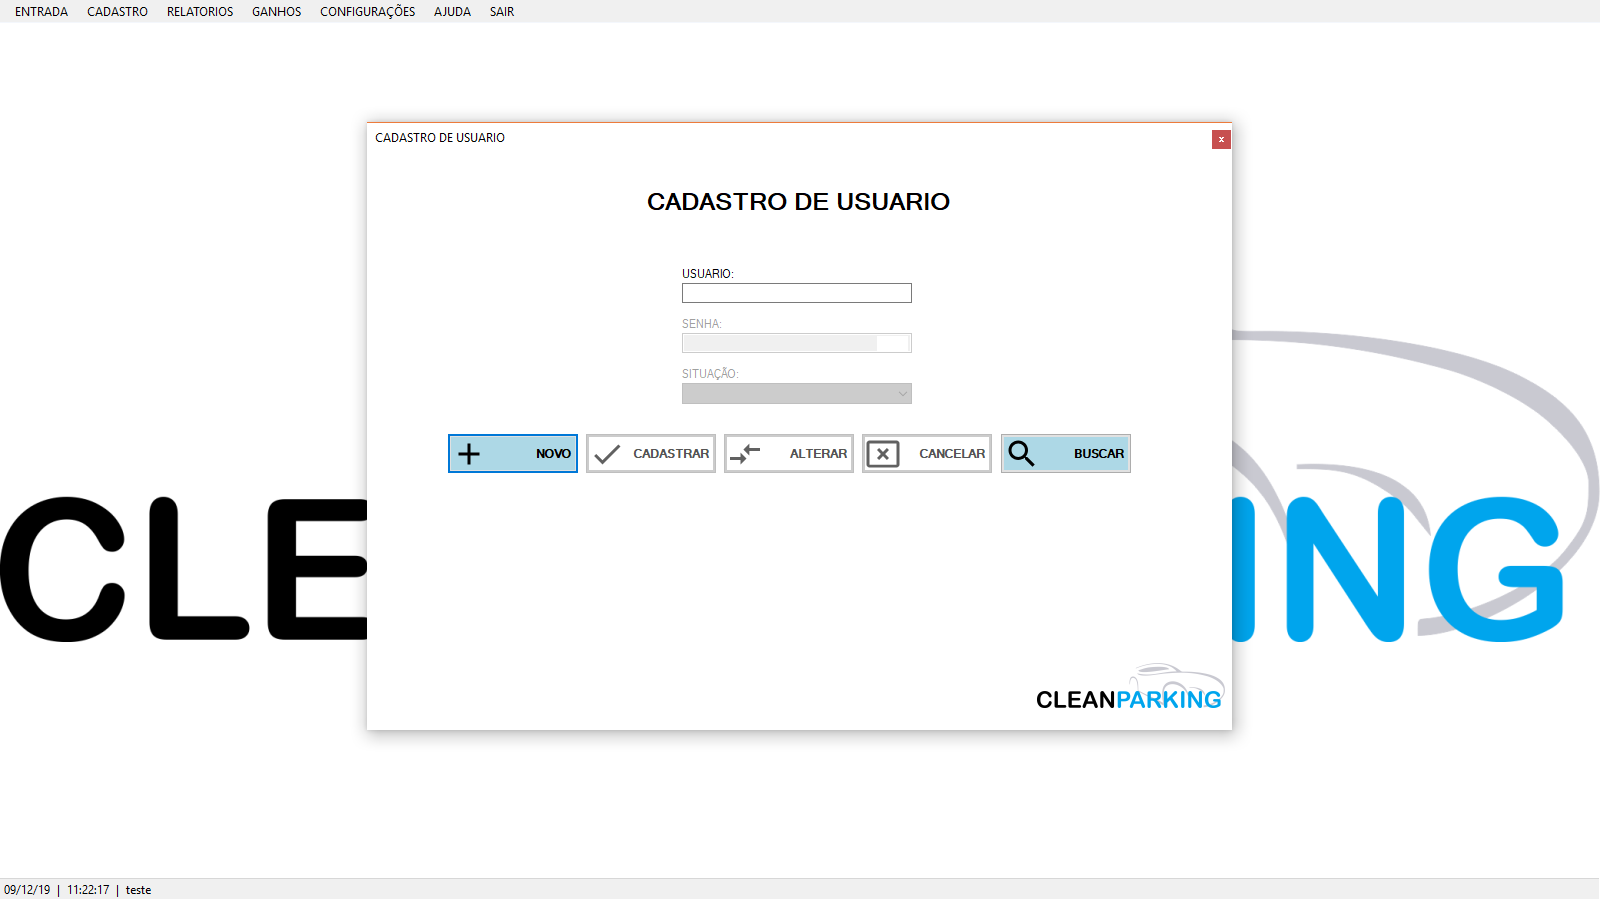 ENTRADA CADASTRO RELATORIOS GANHOS CONFIGURAÇÕES AJUDA SAIR
CADASTRO DE USUARIO
x
CADASTRO DE USUARIO
USUARIO:
SENHA:
SITUAÇÃO:
NOVO CADASTRAR ALTERAR CANCELAR BUSCAR
CLE ING
CLEANPARKING
09/12/19 | 11:22:17 | teste